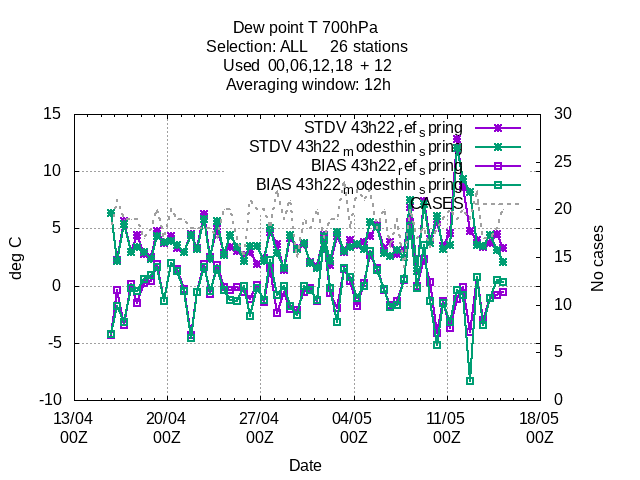 Dew point T 700hPa
Selection: ALL 26 stations
Used 00,06,12,18 + 12
Averaging window: 12h
STDV 43h22_ref_spring
STDV 43h22_modesthin_spring
BIAS 43h22_ref_spring
BIAS 43h22_modesthin_spring
CASES
deg C
15
10
5
0
-5
-10
No cases
30
25
20
15
10
5
0
13/04 20/04 27/04 04/05 11/05 18/05
00Z 00Z 00Z 00Z 00Z 00Z
Date